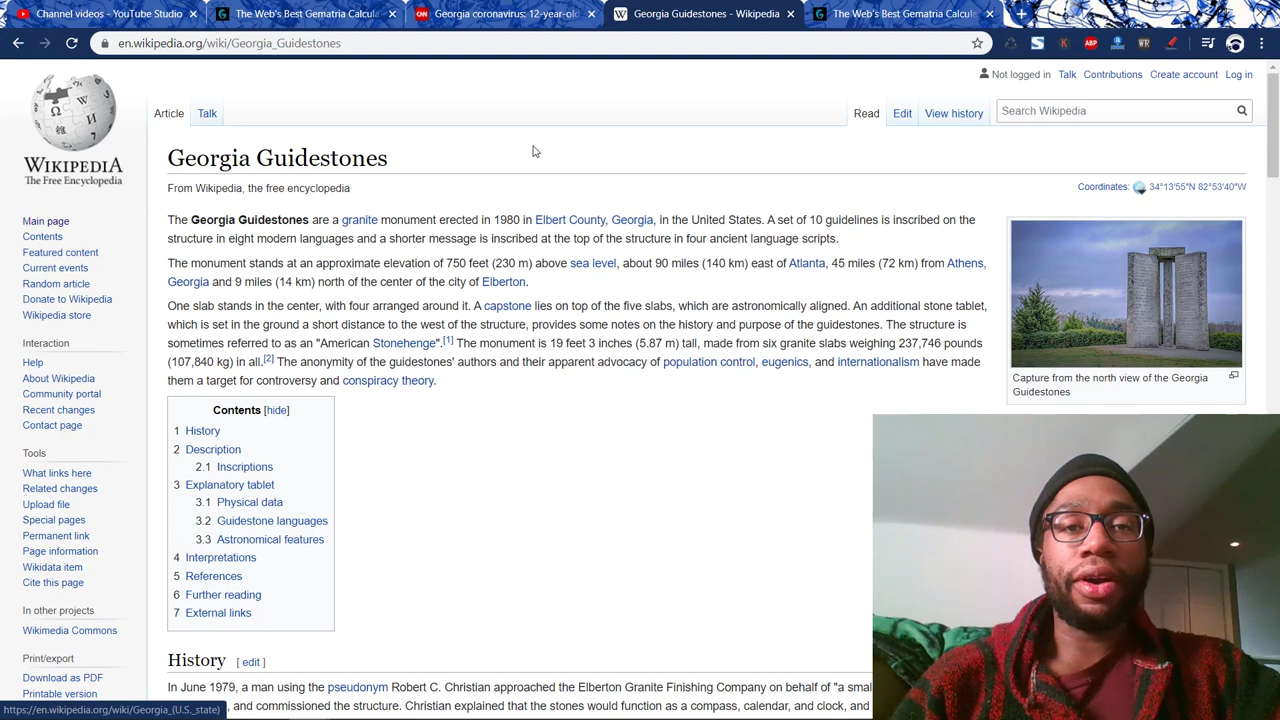 Channel videos - YouTube Studio
The Web's Best Gematria Calcula
Georgia coronavirus: 12-year-old
Georgia Guidestones - Wikipedia
The Web's Best Gematria Calcula
en.wikipedia.org/wiki/Georgia_Guidestones
Not logged in Talk Contributions Create account Log in
WIKIPEDIA
The Free Encyclopedia
Article Talk
Read Edit View history
Search Wikipedia
Main page
Contents
Featured content
Current events
Random article
Donate to Wikipedia
Wikipedia store
Interaction
Help
About Wikipedia
Community portal
Recent changes
Contact page
Tools
What links here
Related changes
Upload file
Special pages
Permanent link
Page information
Wikidata item
Cite this page
In other projects
Wikimedia Commons
Print/export
Download as PDF
Printable version
Georgia Guidestones
From Wikipedia, the free encyclopedia
Coordinates: 34°13′55″N 82°53′40″W
The Georgia Guidestones are a granite monument erected in 1980 in Elbert County, Georgia, in the United States. A set of 10 guidelines is inscribed on the
structure in eight modern languages and a shorter message is inscribed at the top of the structure in four ancient language scripts.
The monument stands at an approximate elevation of 750 feet (230 m) above sea level, about 90 miles (140 km) east of Atlanta, 45 miles (72 km) from Athens,
Georgia and 9 miles (14 km) north of the center of the city of Elberton.
One slab stands in the center, with four arranged around it. A capstone lies on top of the five slabs, which are astronomically aligned. An additional stone tablet,
which is set in the ground a short distance to the west of the structure, provides some notes on the history and purpose of the guidestones. The structure is
sometimes referred to as an "American Stonehenge".[1] The monument is 19 feet 3 inches (5.87 m) tall, made from six granite slabs weighing 237,746 pounds
(107,840 kg) in all.[2] The anonymity of the guidestones' authors and their apparent advocacy of population control, eugenics, and internationalism have made
them a target for controversy and conspiracy theory.
Capture from the north view of the Georgia
Guidestones
Contents [hide]
1 History
2 Description
2.1 Inscriptions
3 Explanatory tablet
3.1 Physical data
3.2 Guidestone languages
3.3 Astronomical features
4 Interpretations
5 References
6 Further reading
7 External links
History [ edit ]
In June 1979, a man using the pseudonym Robert C. Christian approached the Elberton Granite Finishing Company on behalf of "a smal
, and commissioned the structure. Christian explained that the stones would function as a compass, calendar, and clock, and
https://en.wikipedia.org/wiki/Georgia_(U.S._state)